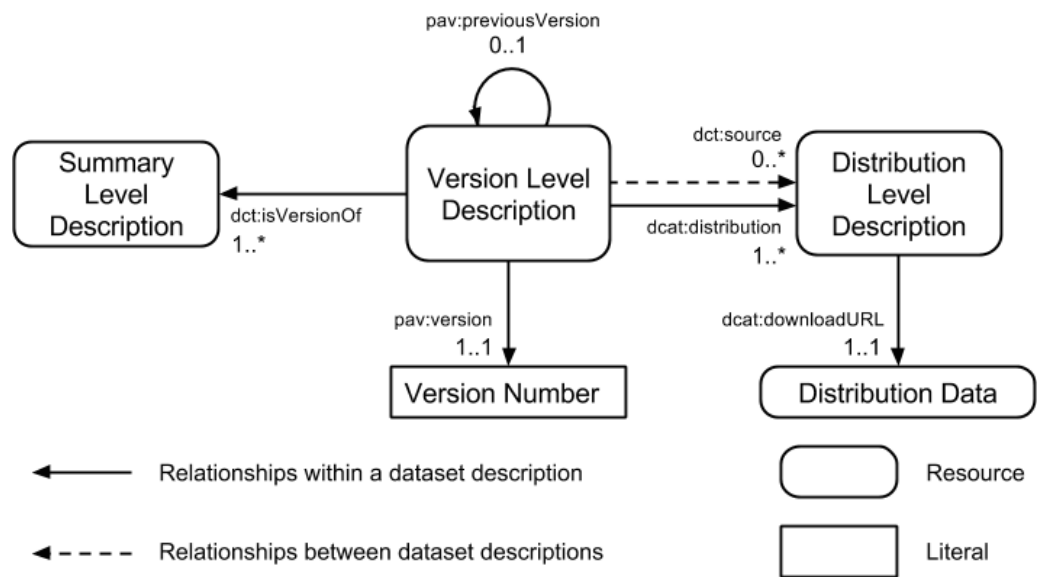 pav:previousVersion
0..1
Summary
Level
Description
dct:isVersionOf
1..*
Version Level
Description
dct:source
0..*
dcat:distribution
1..*
Distribution
Level
Description
pav:version
1..1
dcat:downloadURL
1..1
Version Number
Distribution Data
Relationships within a dataset description
Resource
Relationships between dataset descriptions
Literal